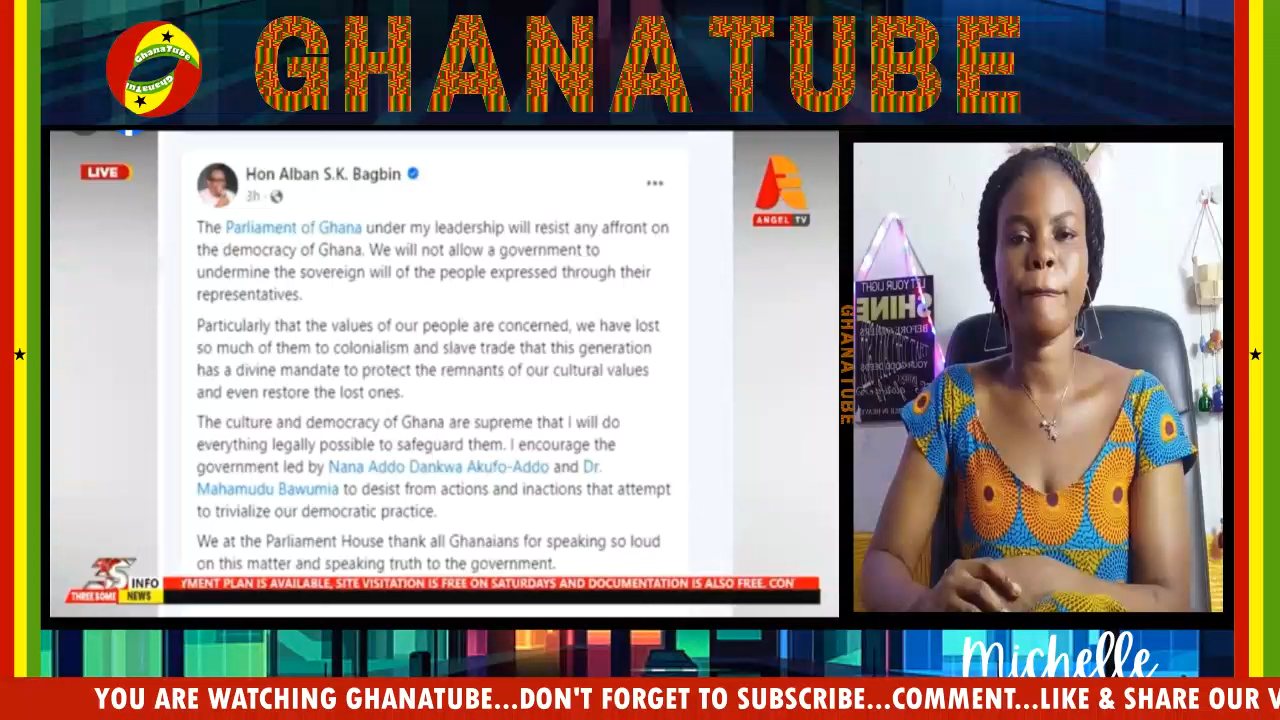 GHANATUBE
GhanaTube
GhanaTube
LIVE
Hon Alban S.K. Bagbin
3h
ANGEL TV
The Parliament of Ghana under my leadership will resist any affront on
the democracy of Ghana. We will not allow a government to
undermine the sovereign will of the people expressed through their
representatives.
Particularly that the values of our people are concerned, we have lost
so much of them to colonialism and slave trade that this generation
has a divine mandate to protect the remnants of our cultural values
and even restore the lost ones.
The culture and democracy of Ghana are supreme that I will do
everything legally possible to safeguard them. I encourage the
government led by Nana Addo Dankwa Akufo-Addo and Dr.
Mahamudu Bawumia to desist from actions and inactions that attempt
to trivialize our democratic practice.
We at the Parliament House thank all Ghanaians for speaking so loud
on this matter and speaking truth to the government.
INFO
THREESOME NEWS
YMENT PLAN IS AVAILABLE, SITE VISITATION IS FREE ON SATURDAYS AND DOCUMENTATION IS ALSO FREE. CON
GHANATUBE
LET YOUR LIGHT
SHINE
BEFORE
Michelle
YOU ARE WATCHING GHANATUBE...DON'T FORGET TO SUBSCRIBE...COMMENT...LIKE & SHARE OUR V